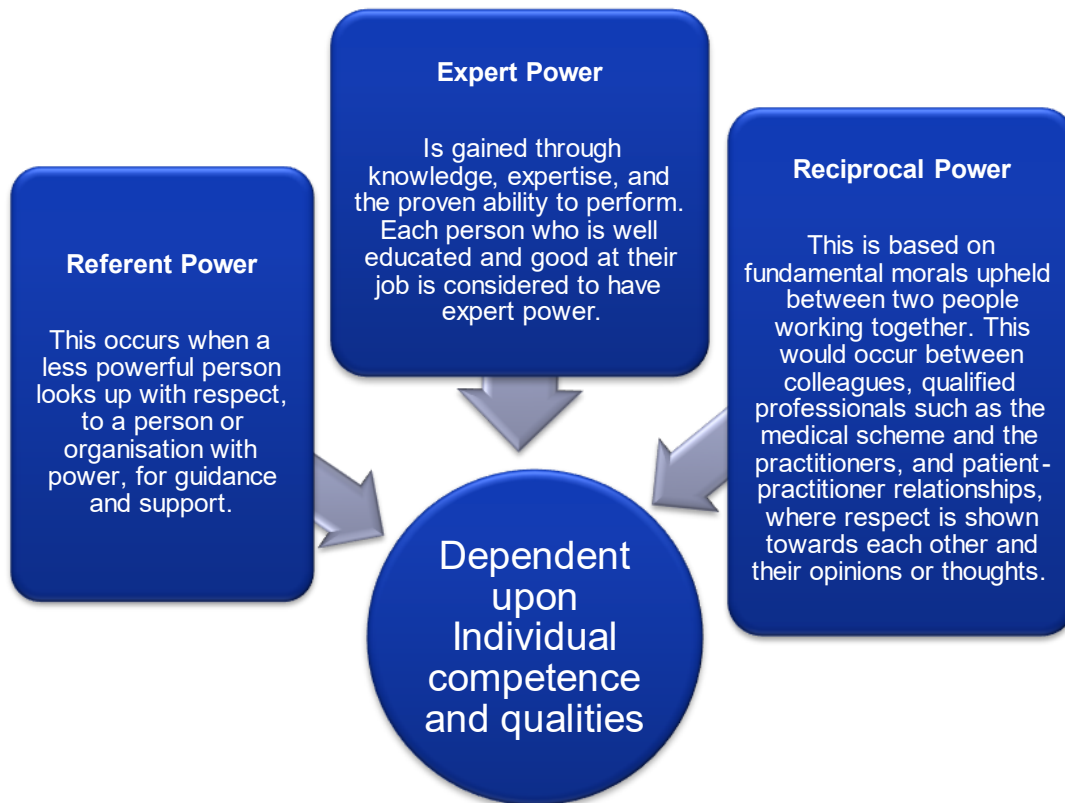 Referent Power
This occurs when a
less powerful person
looks up with respect,
to a person or
organisation with
power, for guidance
and support.
Expert Power
Is gained through
knowledge, expertise, and
the proven ability to perform.
Each person who is well
educated and good at their
job is considered to have
expert power.
Reciprocal Power
This is based on
fundamental morals upheld
between two people
working together. This
would occur between
colleagues, qualified
professionals such as the
medical scheme and the
practitioners, and patient-
practitioner relationships,
where respect is shown
towards each other and
their opinions or thoughts.
Dependent
upon
Individual
competence
and qualities